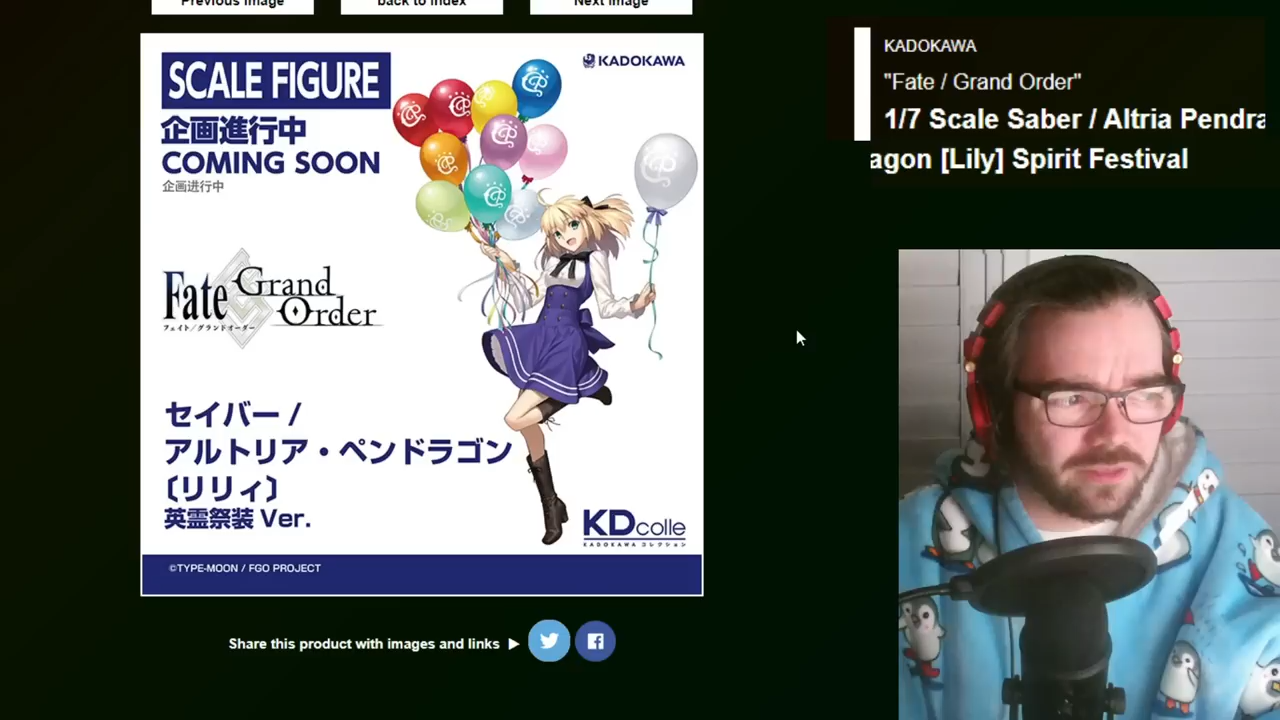 Previous image
back to index
Next image
SCALE FIGURE
企画進行中
COMING SOON
企画進行中
KADOKAWA
Fate Grand Order
フェイト/グランドオーダー
セイバー /
アルトリア・ペンドラゴン
〔リリィ〕
英霊祭装 Ver.
KDcolle
KADOKAWA コレクション
©TYPE-MOON / FGO PROJECT
Share this product with images and links ▶
KADOKAWA
"Fate / Grand Order"
1/7 Scale Saber / Altria Pendra
agon [Lily] Spirit Festival